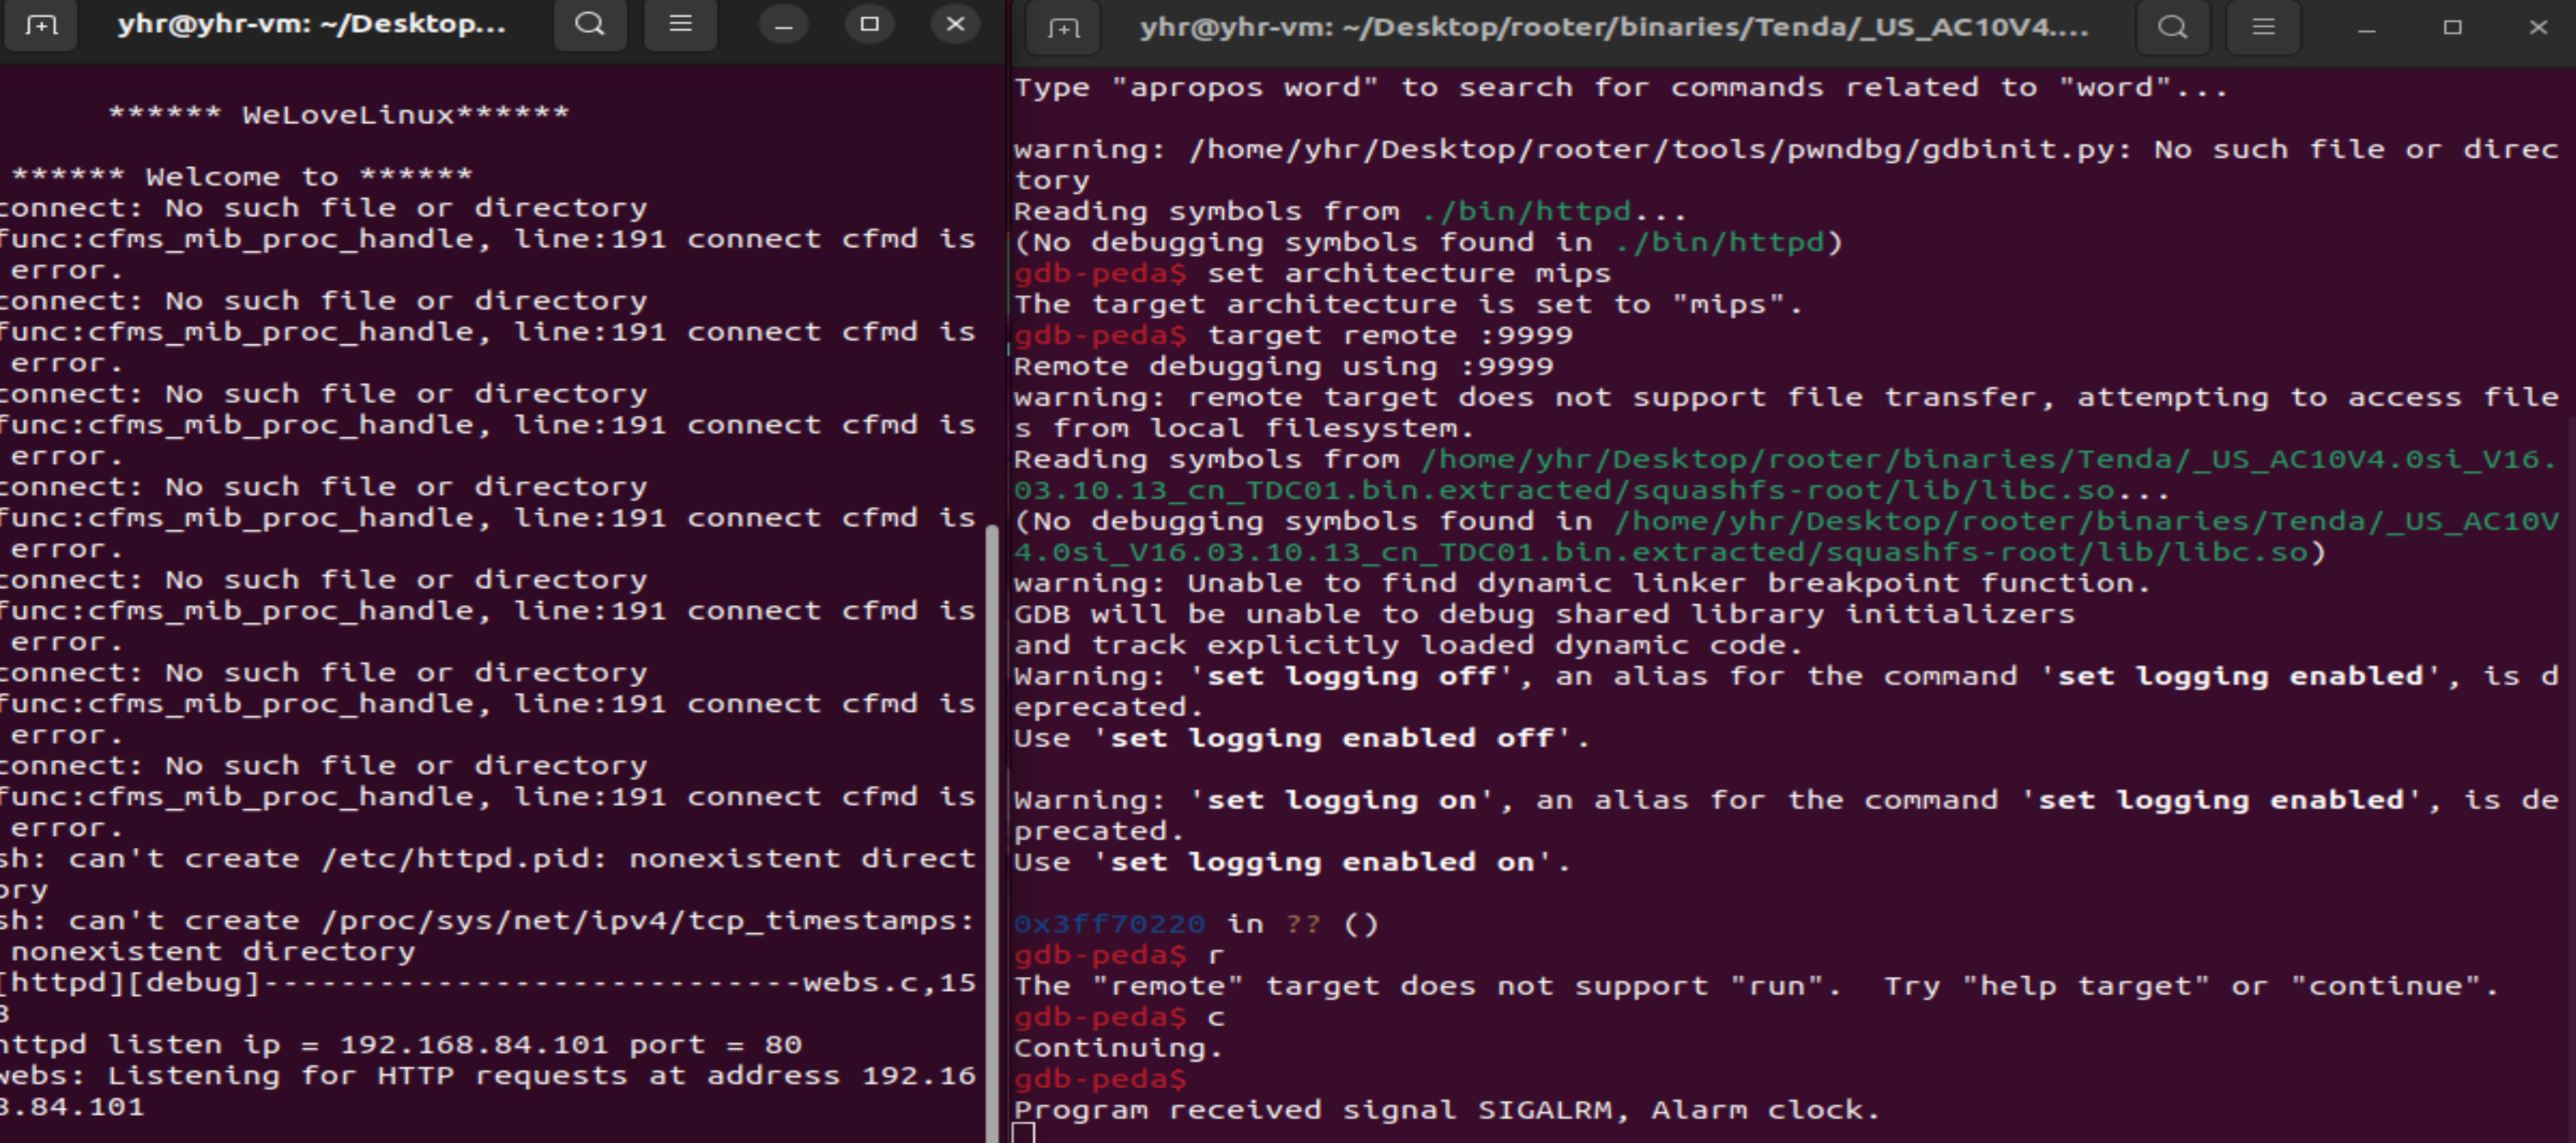 yhr@yhr-vm: ~/Desktop...
****** WeLoveLinux******
****** Welcome to ******
connect: No such file or directory
func:cfms_mib_proc_handle, line:191 connect cfmd is
error.
connect: No such file or directory
func:cfms_mib_proc_handle, line:191 connect cfmd is
error.
connect: No such file or directory
func:cfms_mib_proc_handle, line:191 connect cfmd is
error.
connect: No such file or directory
func:cfms_mib_proc_handle, line:191 connect cfmd is
error.
connect: No such file or directory
func:cfms_mib_proc_handle, line:191 connect cfmd is
error.
connect: No such file or directory
func:cfms_mib_proc_handle, line:191 connect cfmd is
error.
connect: No such file or directory
func:cfms_mib_proc_handle, line:191 connect cfmd is
error.
sh: can't create /etc/httpd.pid: nonexistent direct
ory
sh: can't create /proc/sys/net/ipv4/tcp_timestamps:
nonexistent directory
[httpd][debug]----------------------------webs.c,15
8
httpd listen ip = 192.168.84.101 port = 80
webs: Listening for HTTP requests at address 192.16
8.84.101
yhr@yhr-vm: ~/Desktop/rooter/binaries/Tenda/_US_AC10V4....
Type "apropos word" to search for commands related to "word"...
warning: /home/yhr/Desktop/rooter/tools/pwndbg/gdbinit.py: No such file or direc
tory
Reading symbols from ./bin/httpd...
(No debugging symbols found in ./bin/httpd)
gdb-peda$ set architecture mips
The target architecture is set to "mips".
gdb-peda$ target remote :9999
Remote debugging using :9999
warning: remote target does not support file transfer, attempting to access file
s from local filesystem.
Reading symbols from /home/yhr/Desktop/rooter/binaries/Tenda/_US_AC10V4.0si_V16.
03.10.13_cn_TDC01.bin.extracted/squashfs-root/lib/libc.so...
(No debugging symbols found in /home/yhr/Desktop/rooter/binaries/Tenda/_US_AC10V
4.0si_V16.03.10.13_cn_TDC01.bin.extracted/squashfs-root/lib/libc.so)
warning: Unable to find dynamic linker breakpoint function.
GDB will be unable to debug shared library initializers
and track explicitly loaded dynamic code.
Warning: 'set logging off', an alias for the command 'set logging enabled', is d
eprecated.
Use 'set logging enabled off'.
Warning: 'set logging on', an alias for the command 'set logging enabled', is de
precated.
Use 'set logging enabled on'.
0x3ff70220 in ?? ()
gdb-peda$ r
The "remote" target does not support "run".  Try "help target" or "continue".
gdb-peda$ c
Continuing.
gdb-peda$
Program received signal SIGALRM, Alarm clock.